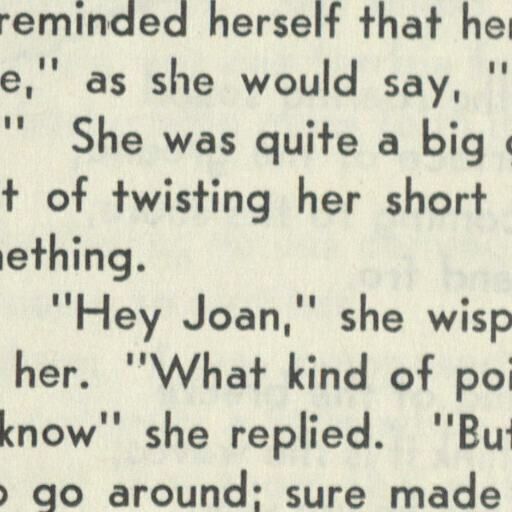 reminded herself that her
e," as she would say, "
" She was quite a big
t of twisting her short
mething.
"Hey Joan," she wisp
her. "What kind of poi
know" she replied. "But
o go around; sure made